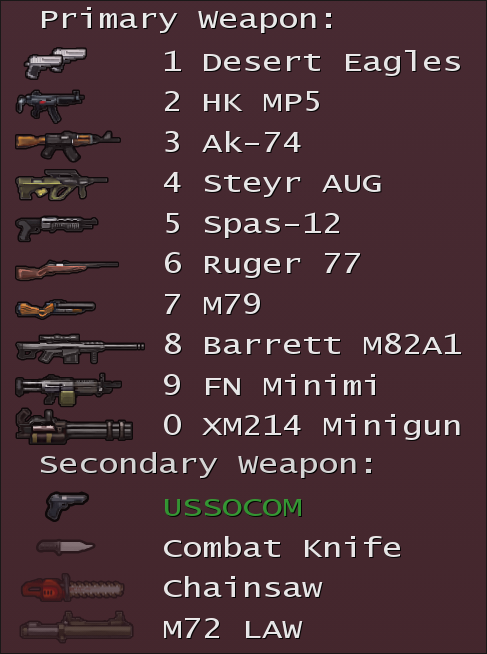 Primary Weapon:
1 Desert Eagles
2 HK MP5
3 Ak-74
4 Steyr AUG
5 Spas-12
6 Ruger 77
7 M79
8 Barrett M82A1
9 FN Minimi
0 XM214 Minigun
Secondary Weapon:
USSOCOM
Combat Knife
Chainsaw
M72 LAW